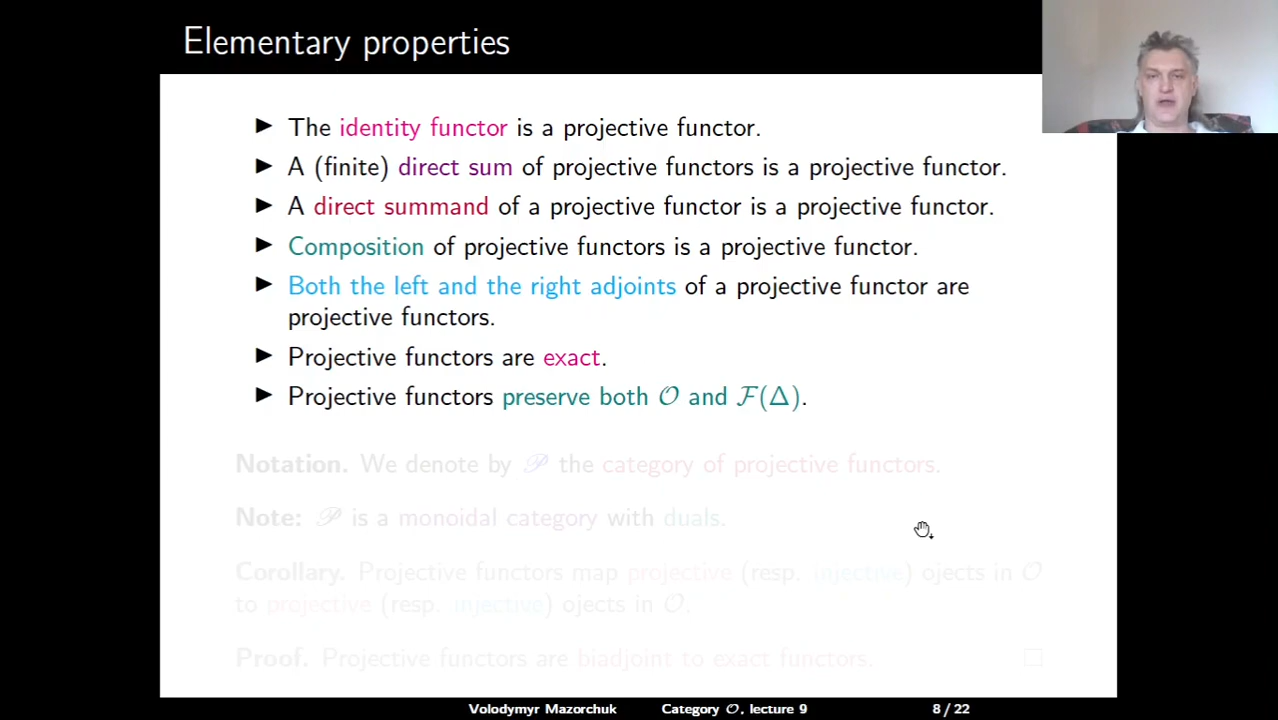 Elementary properties
▶ The identity functor is a projective functor.
▶ A (finite) direct sum of projective functors is a projective functor.
▶ A direct summand of a projective functor is a projective functor.
▶ Composition of projective functors is a projective functor.
▶ Both the left and the right adjoints of a projective functor are
projective functors.
▶ Projective functors are exact.
▶ Projective functors preserve both 𝒪 and ℱ(Δ).
Notation. We denote by 𝒫 the category of projective functors.
Note: 𝒫 is a monoidal category with duals.
Corollary. Projective functors map projective (resp. injective) ojects in 𝒪
to projective (resp. injective) ojects in 𝒪.
Proof. Projective functors are biadjoint to exact functors. □
Volodymyr Mazorchuk Category 𝒪, lecture 9 8 / 22